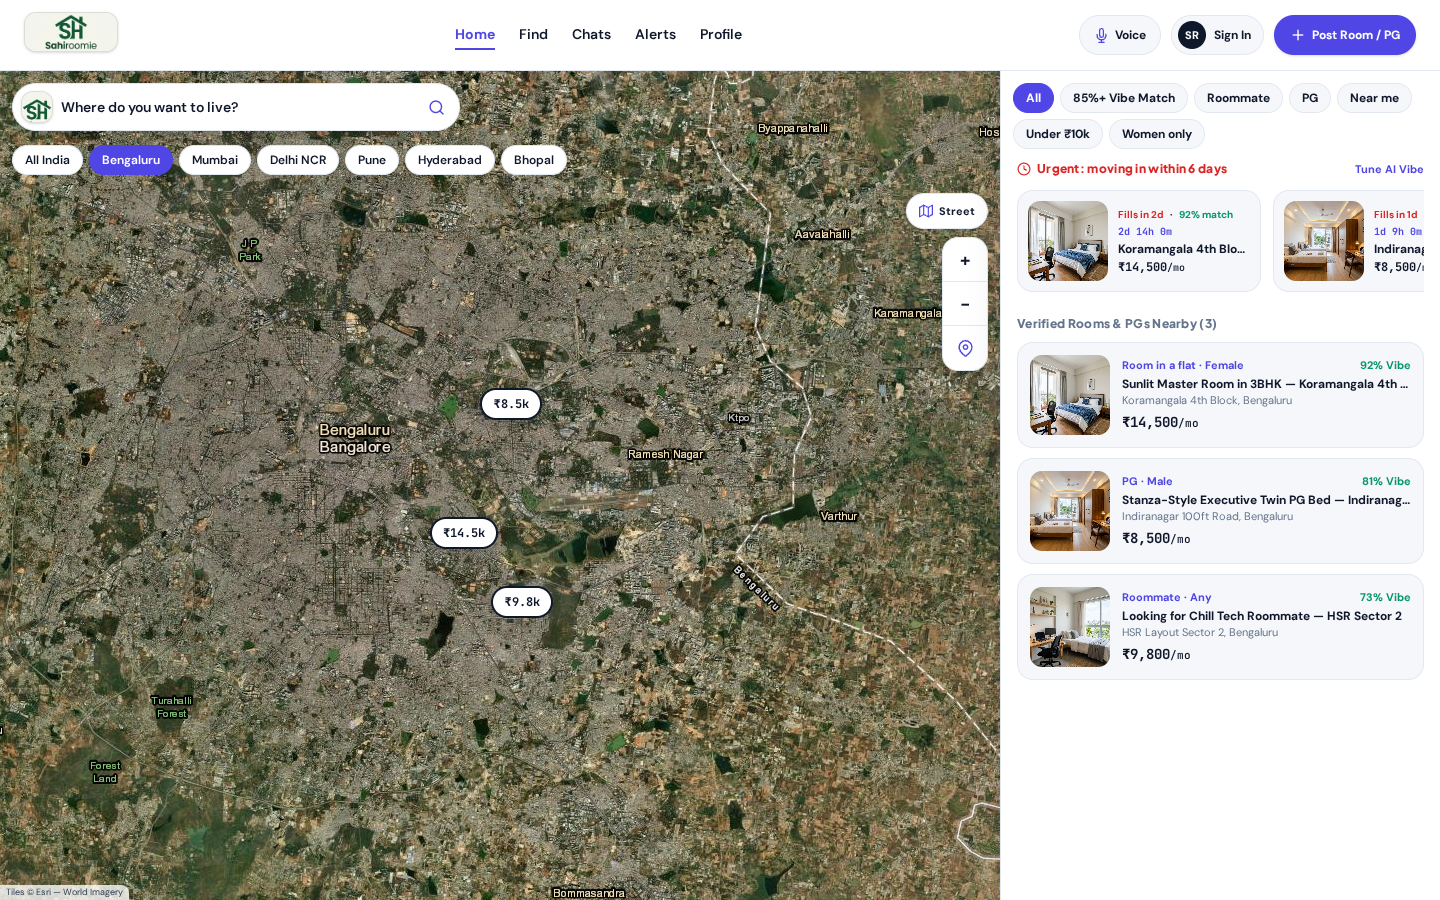 SH
Sahiroomie
Home
Find
Chats
Alerts
Profile
Voice
SR
Sign In
Post Room / PG
SH
Where do you want to live?
All India
Bengaluru
Mumbai
Delhi NCR
Pune
Hyderabad
Bhopal
Street
+
−
Byappanahalli
Hos
J P
Park
Aavalahalli
Kanamangala
₹8.5k
Ktpo
Bengaluru
Bangalore
Ramesh Nagar
Varthur
₹14.5k
Bengaluru
₹9.8k
Turahalli
Forest
Forest
Land
Bommasandra
Tiles © Esri — World Imagery
All
85%+ Vibe Match
Roommate
PG
Near me
Under ₹10k
Women only
Urgent: moving in within 6 days
Tune AI Vibe
Fills in 2d · 92% match
2d 14h 0m
Koramangala 4th Blo...
₹14,500/mo
Fills in 1d
1d 9h 0m
Indiranag
₹8,500/
Verified Rooms & PGs Nearby (3)
Room in a flat · Female
92% Vibe
Sunlit Master Room in 3BHK — Koramangala 4th ...
Koramangala 4th Block, Bengaluru
₹14,500/mo
PG · Male
81% Vibe
Stanza-Style Executive Twin PG Bed — Indiranag...
Indiranagar 100ft Road, Bengaluru
₹8,500/mo
Roommate · Any
73% Vibe
Looking for Chill Tech Roommate — HSR Sector 2
HSR Layout Sector 2, Bengaluru
₹9,800/mo